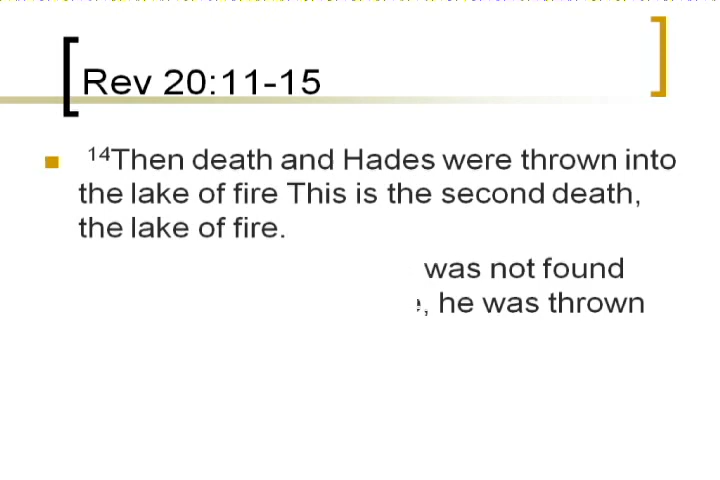 Rev 20:11-15
14Then death and Hades were thrown into
the lake of fire This is the second death,
the lake of fire.
was not found
, he was thrown